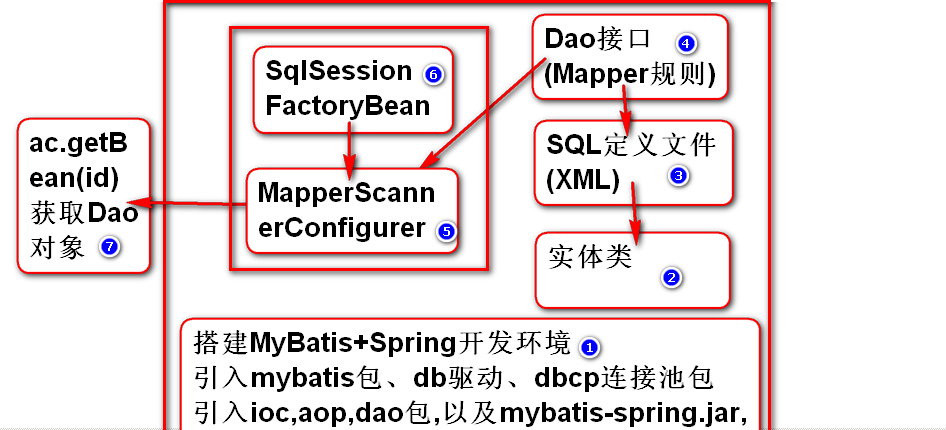 Dao接口 4
(Mapper规则)
SqlSession 6
FactoryBean
ac.getB
ean(id)
获取Dao
对象 7
SQL定义文件
(XML) 3
MapperScann
erConfigurer 5
实体类
2
搭建MyBatis+Spring开发环境 1
引入mybatis包、db驱动、dbcp连接池包
引入ioc,aop,dao包,以及mybatis-spring.jar,